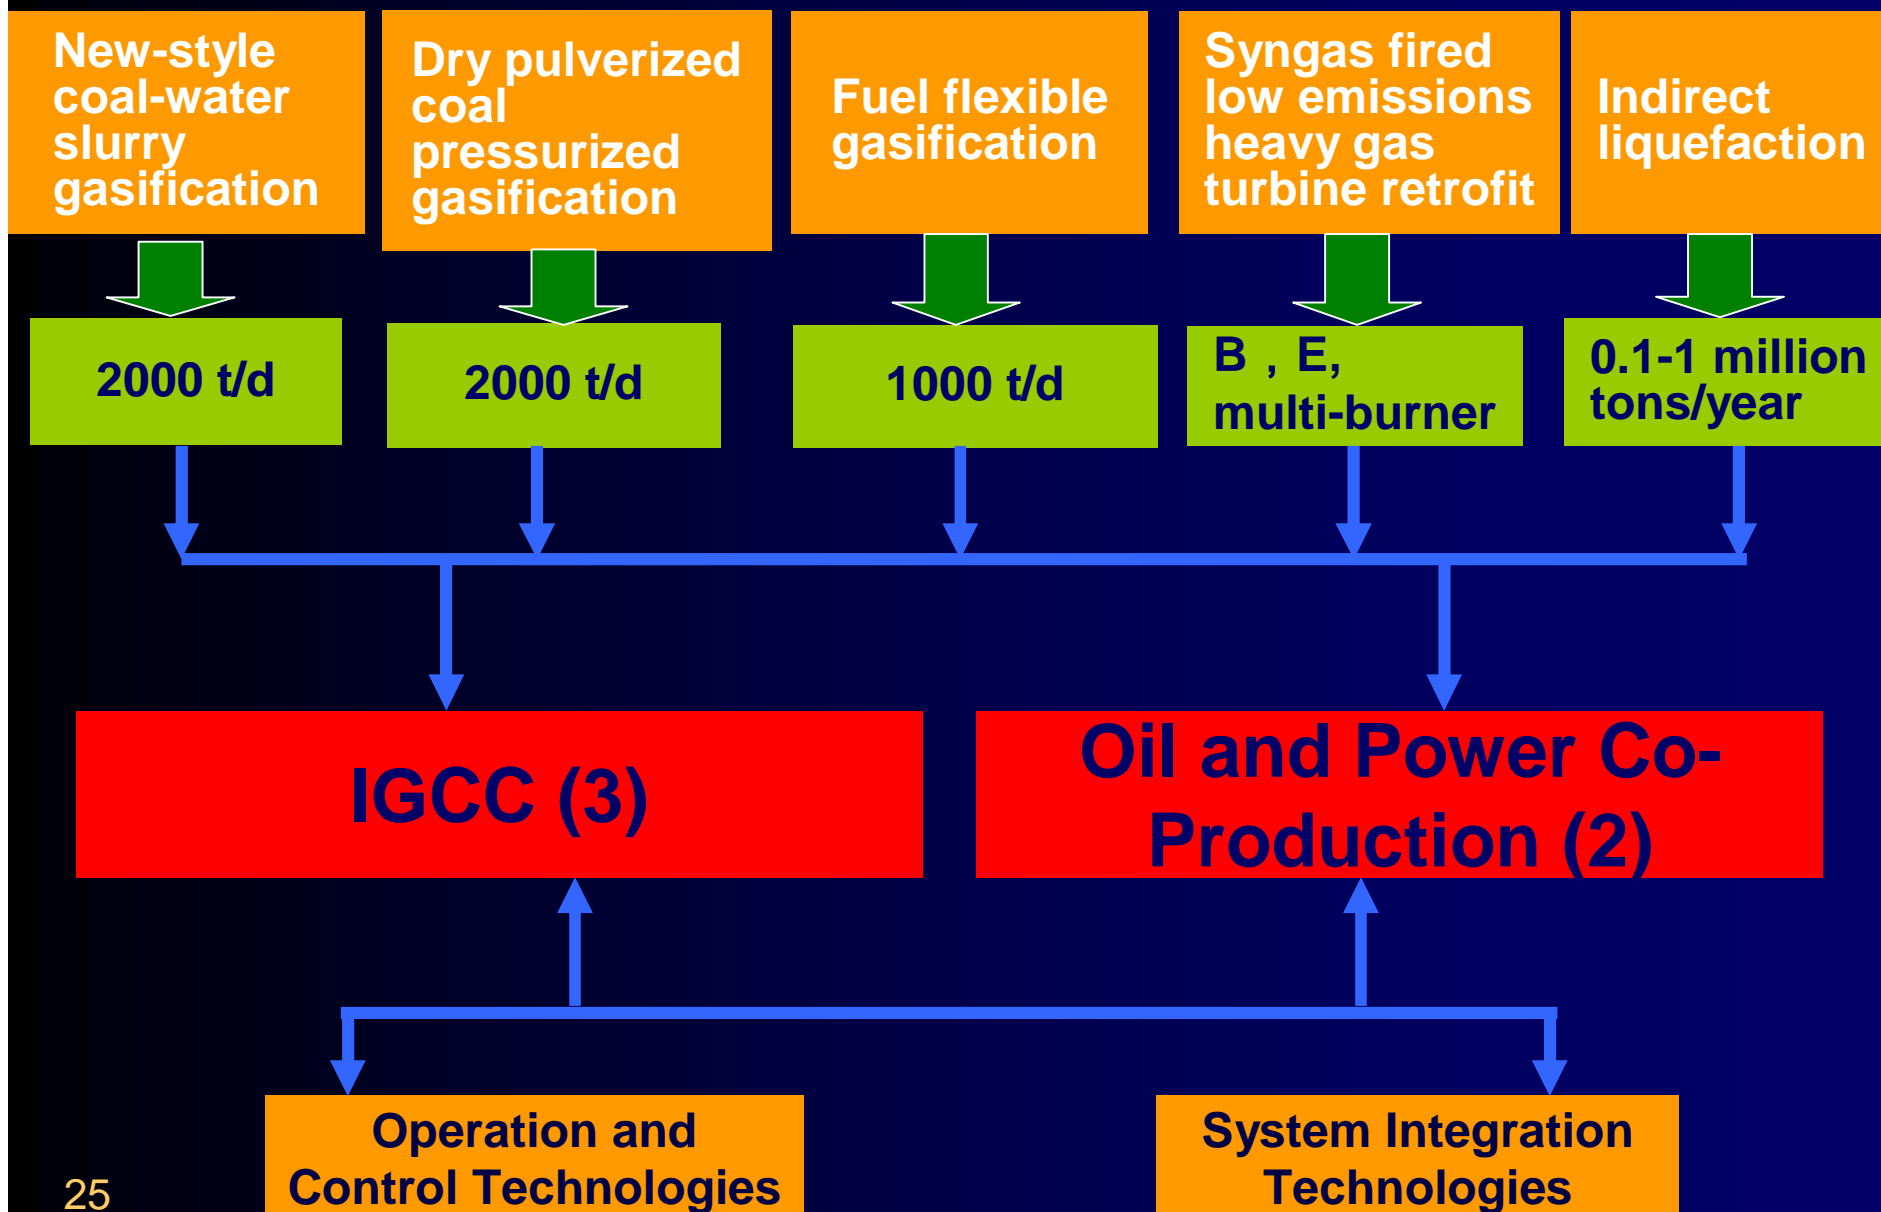 New-style
coal-water
slurry
gasification
Dry pulverized
coal
pressurized
gasification
Fuel flexible
gasification
Syngas fired
low emissions
heavy gas
turbine retrofit
Indirect
liquefaction
2000 t/d
2000 t/d
1000 t/d
B , E,
multi-burner
0.1-1 million
tons/year
IGCC (3)
Oil and Power Co-
Production (2)
Operation and
Control Technologies
System Integration
Technologies
25